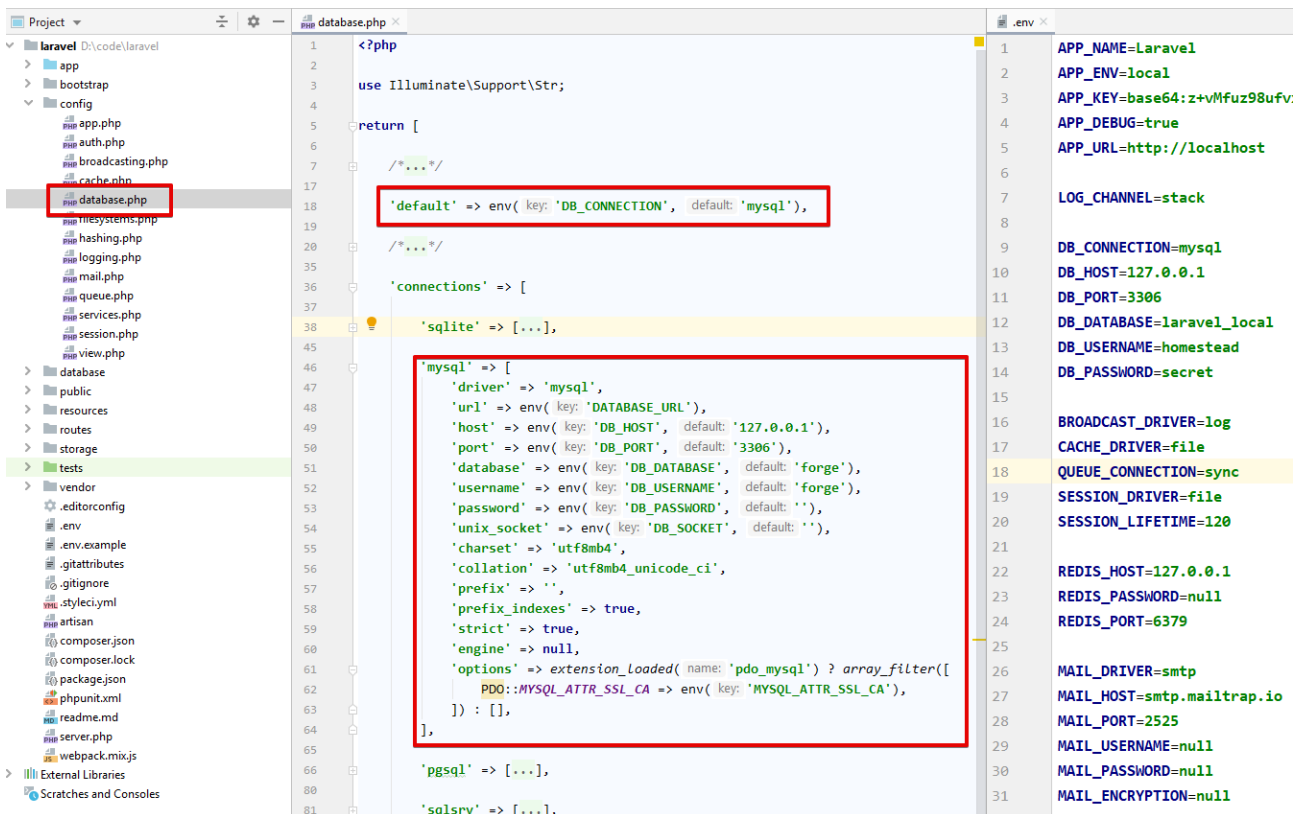 Project
laravel D:\code\laravel
app
bootstrap
config
app.php
auth.php
broadcasting.php
cache.php
database.php
filesystems.php
hashing.php
logging.php
mail.php
queue.php
services.php
session.php
view.php
database
public
resources
routes
storage
tests
vendor
.editorconfig
.env
.env.example
.gitattributes
.gitignore
.styleci.yml
artisan
composer.json
composer.lock
package.json
phpunit.xml
readme.md
server.php
webpack.mix.js
External Libraries
Scratches and Consoles
database.php
1 <?php
2
3 use Illuminate\Support\Str;
4
5 return [
6
7 /*...*/
17
18 'default' => env( key: 'DB_CONNECTION', default: 'mysql'),
19
20 /*...*/
35
36 'connections' => [
37
38 'sqlite' => [...],
45
46 'mysql' => [
47 'driver' => 'mysql',
48 'url' => env( key: 'DATABASE_URL'),
49 'host' => env( key: 'DB_HOST', default: '127.0.0.1'),
50 'port' => env( key: 'DB_PORT', default: '3306'),
51 'database' => env( key: 'DB_DATABASE', default: 'forge'),
52 'username' => env( key: 'DB_USERNAME', default: 'forge'),
53 'password' => env( key: 'DB_PASSWORD', default: ''),
54 'unix_socket' => env( key: 'DB_SOCKET', default: ''),
55 'charset' => 'utf8mb4',
56 'collation' => 'utf8mb4_unicode_ci',
57 'prefix' => '',
58 'prefix_indexes' => true,
59 'strict' => true,
60 'engine' => null,
61 'options' => extension_loaded( name: 'pdo_mysql') ? array_filter([
62 PDO::MYSQL_ATTR_SSL_CA => env( key: 'MYSQL_ATTR_SSL_CA'),
63 ]) : [],
64 ],
65
66 'pgsql' => [...],
80
81 'sqlsrv' => [...],
.env
1 APP_NAME=Laravel
2 APP_ENV=local
3 APP_KEY=base64:z+vMfuz98ufv
4 APP_DEBUG=true
5 APP_URL=http://localhost
6
7 LOG_CHANNEL=stack
8
9 DB_CONNECTION=mysql
10 DB_HOST=127.0.0.1
11 DB_PORT=3306
12 DB_DATABASE=laravel_local
13 DB_USERNAME=homestead
14 DB_PASSWORD=secret
15
16 BROADCAST_DRIVER=log
17 CACHE_DRIVER=file
18 QUEUE_CONNECTION=sync
19 SESSION_DRIVER=file
20 SESSION_LIFETIME=120
21
22 REDIS_HOST=127.0.0.1
23 REDIS_PASSWORD=null
24 REDIS_PORT=6379
25
26 MAIL_DRIVER=smtp
27 MAIL_HOST=smtp.mailtrap.io
28 MAIL_PORT=2525
29 MAIL_USERNAME=null
30 MAIL_PASSWORD=null
31 MAIL_ENCRYPTION=null